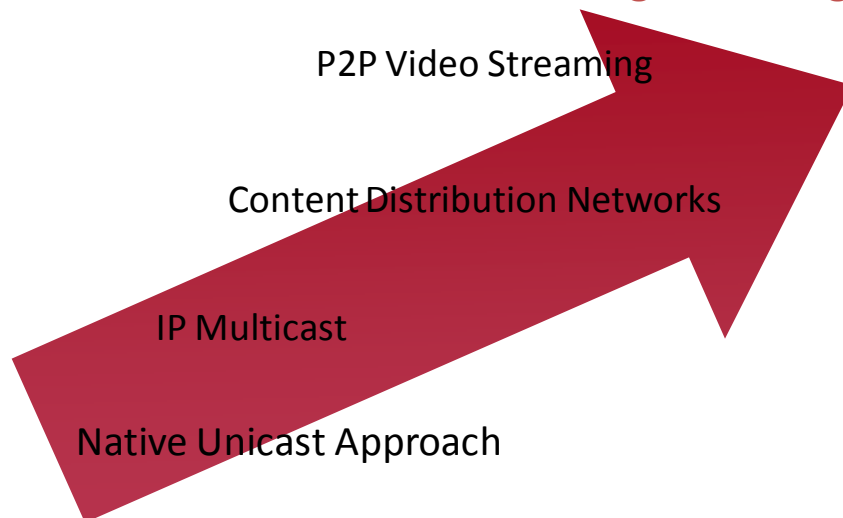 P2P Video Streaming
Content Distribution Networks
IP Multicast
Native Unicast Approach